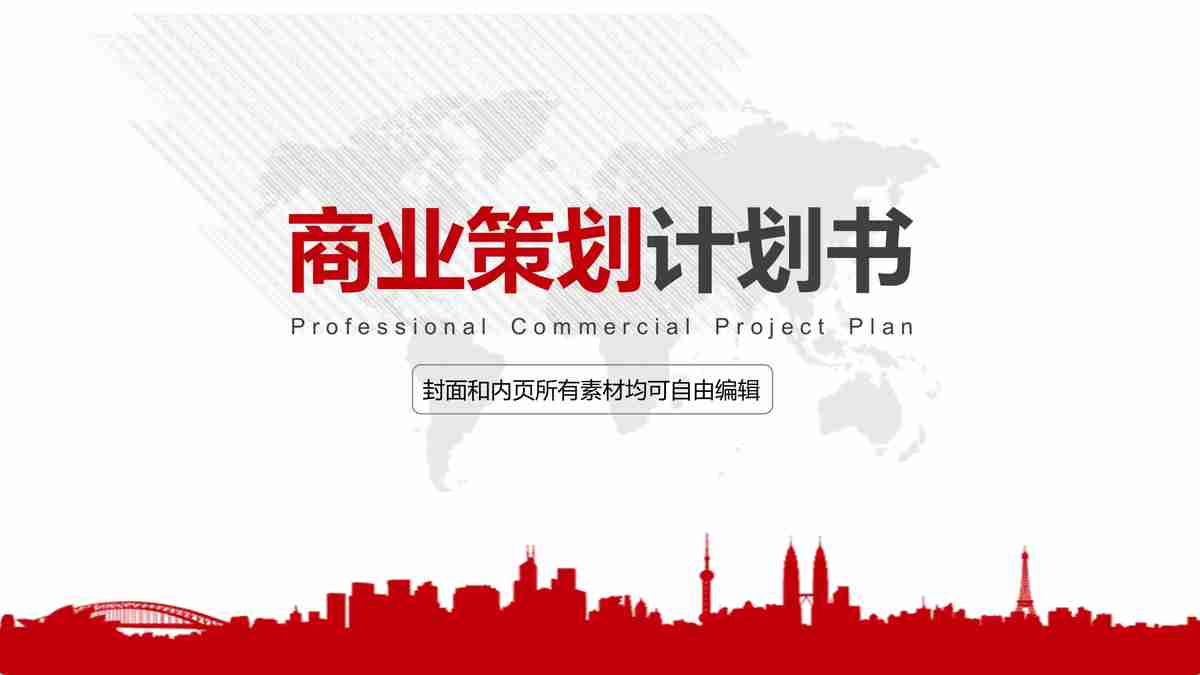 商业策划计划书
Professional Commercial Project Plan
封面和内页所有素材均可自由编辑